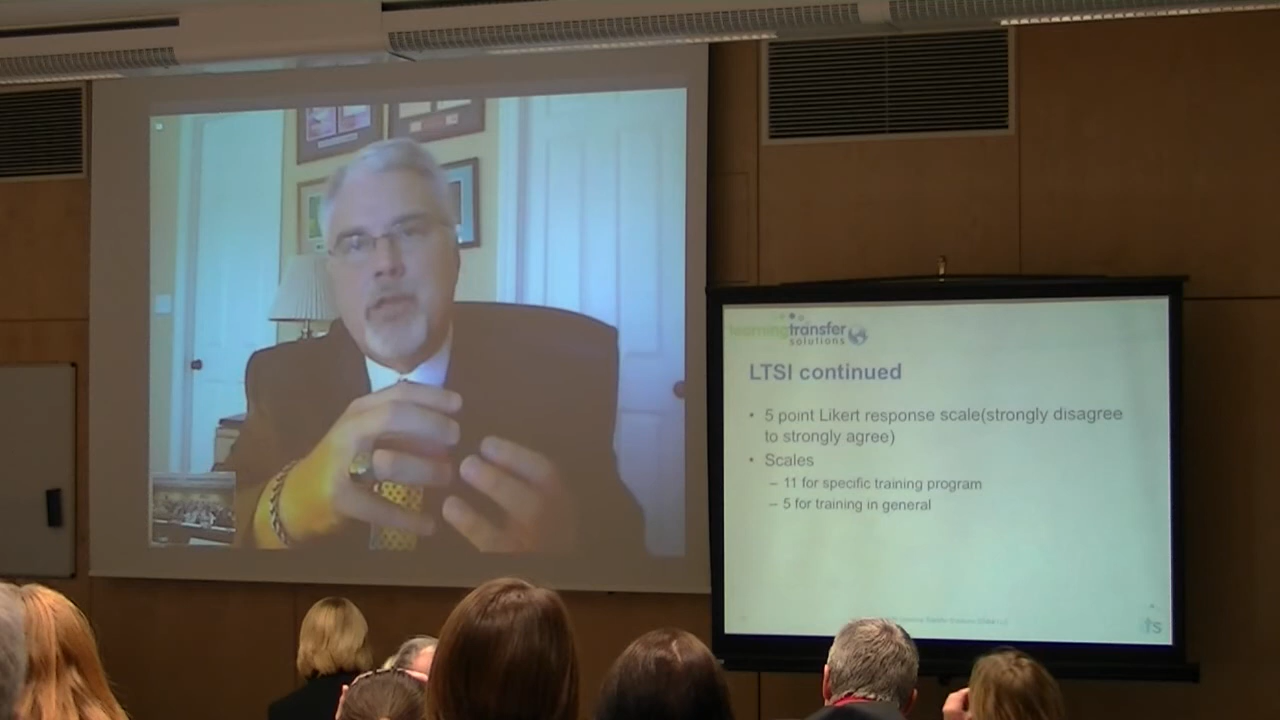 learningtransfer
solutions
LTSI continued
• 5 point Likert response scale(strongly disagree
to strongly agree)
• Scales
– 11 for specific training program
– 5 for training in general
ts